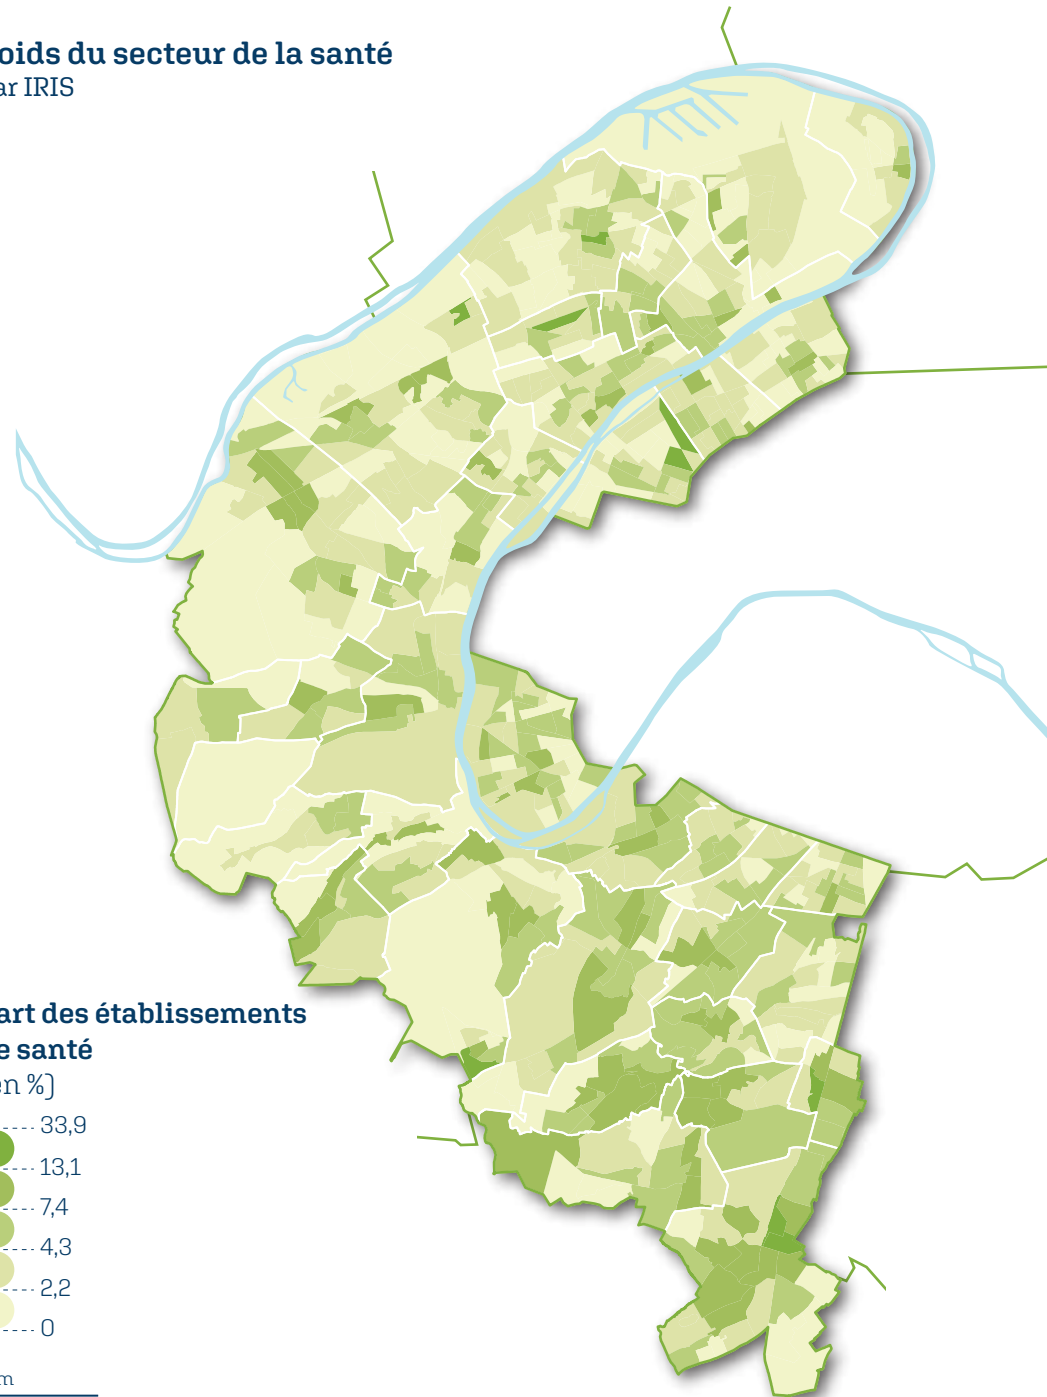 oids du secteur de la santé
ar IRIS
art des établissements
e santé
en %)
33,9
13,1
7,4
4,3
2,2
0
m